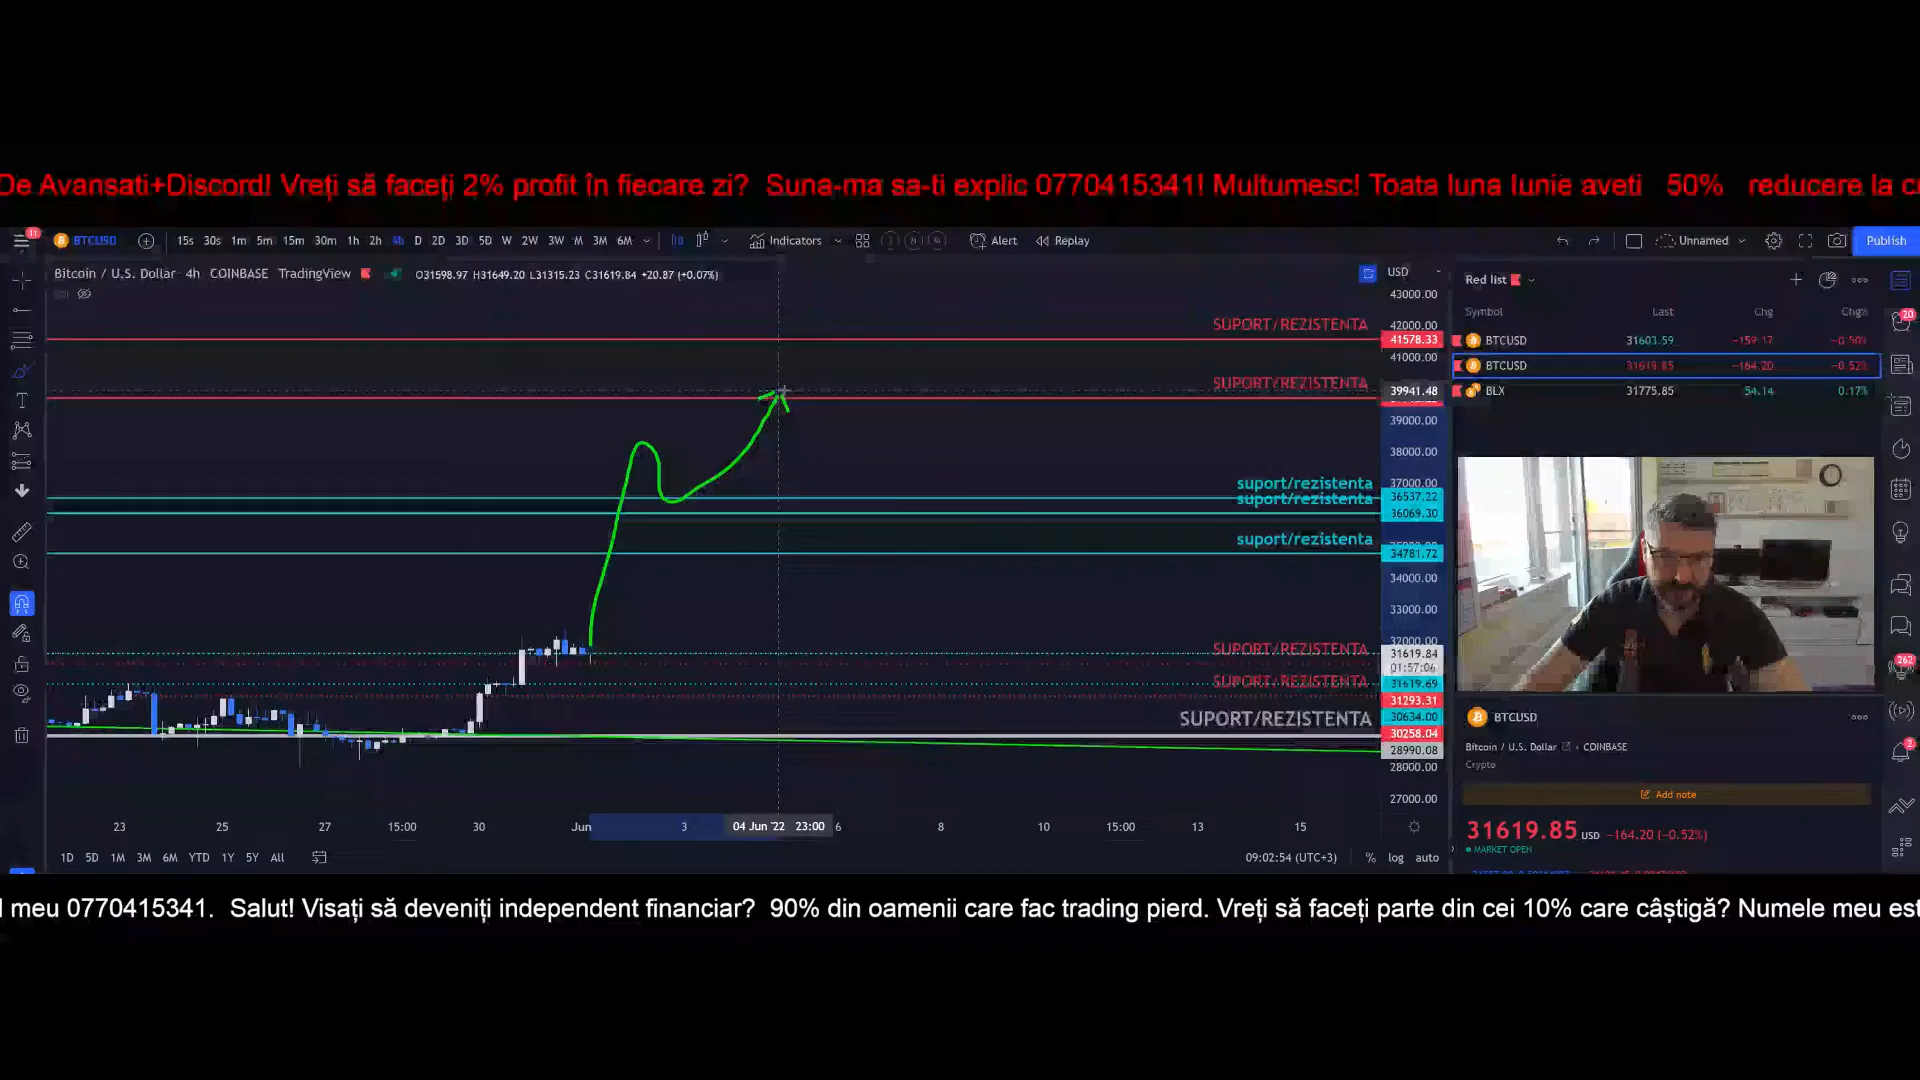 De Avansati+Discord! Vreți să faceți 2% profit în fiecare zi?  Suna-ma sa-ti explic 0770415341! Multumesc! Toata luna Iunie aveti   50%   reducere la
11
BTCUSD 15s 30s 1m 5m 15m 30m 1h 2h 4h D 2D 3D 5D W 2W 3W M 3M 6M Indicators Alert Replay Unnamed Publish
Bitcoin / U.S. Dollar 4h COINBASE TradingView O31598.97 H31649.20 L31315.23 C31619.84 +20.87 (+0.07%)
USD
43000.00
SUPORT/REZISTENTA 42000.00
41578.33
41000.00
SUPORT/REZISTENTA 39941.48
39000.00
38000.00
suport/rezistenta 37000.00
suport/rezistenta 36537.22
36069.30
suport/rezistenta
34781.72
34000.00
33000.00
32000.00
SUPORT/REZISTENTA 31619.84
01:57:06
SUPORT/REZISTENTA 31619.69
31293.31
SUPORT/REZISTENTA 30634.00
30258.04
28990.08
28000.00
27000.00
23 25 27 15:00 30 Jun 3 04 Jun '22 23:00 6 8 10 15:00 13 15
1D 5D 1M 3M 6M YTD 1Y 5Y All 09:02:54 (UTC+3) % log auto
Red list
Symbol Last Chg Chg%
BTCUSD 31603.59 −159.17 −0.50%
BTCUSD 31619.85 −164.20 −0.52%
BLX 31775.85 54.14 0.17%
20
262
2
BTCUSD
Bitcoin / U.S. Dollar COINBASE
Crypto
Add note
31619.85 USD −164.20 (−0.52%)
MARKET OPEN
meu 0770415341.  Salut! Visați să deveniți independent financiar?  90% din oamenii care fac trading pierd. Vreți să faceți parte din cei 10% care câștigă? Numele meu